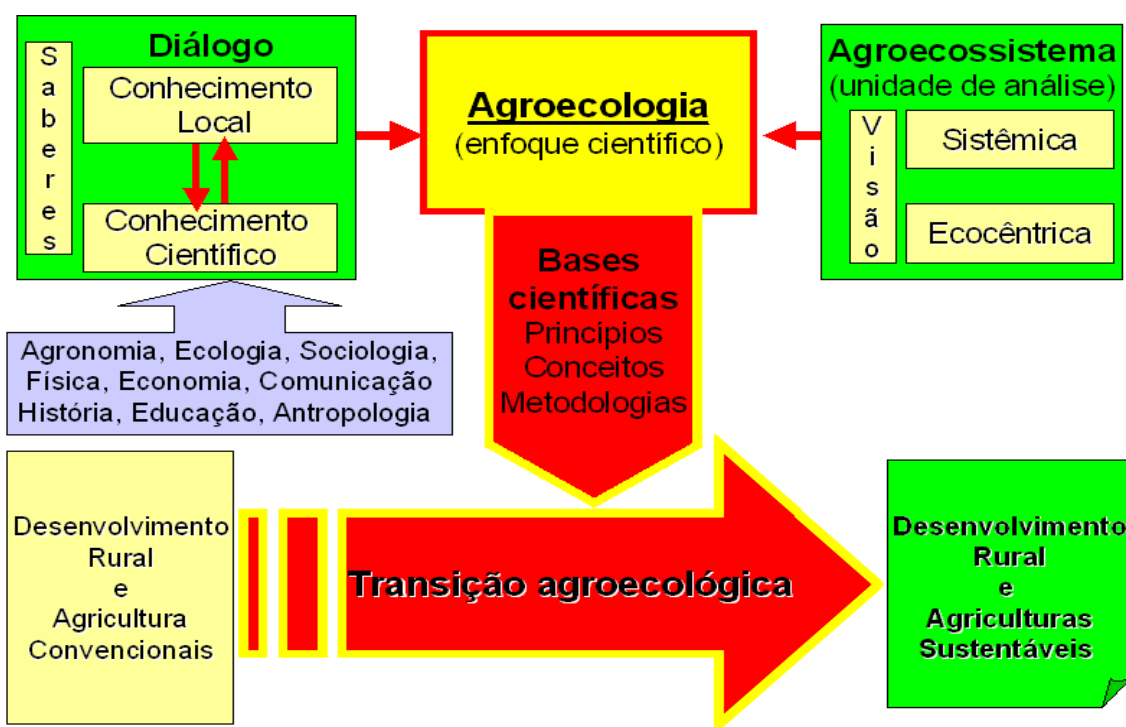 Diálogo
Saberes
Conhecimento
Local
Conhecimento
Científico
Agroecologia
(enfoque científico)
Agroecossistema
(unidade de análise)
Visão
Sistêmica
Ecocêntrica
Bases
científicas
Princípios
Conceitos
Metodologias
Agronomia, Ecologia, Sociologia,
Física, Economia, Comunicação
História, Educação, Antropologia
Desenvolvimento
Rural
e
Agricultura
Convencionais
Transição agroecológica
Desenvolvimento
Rural
e
Agriculturas
Sustentáveis